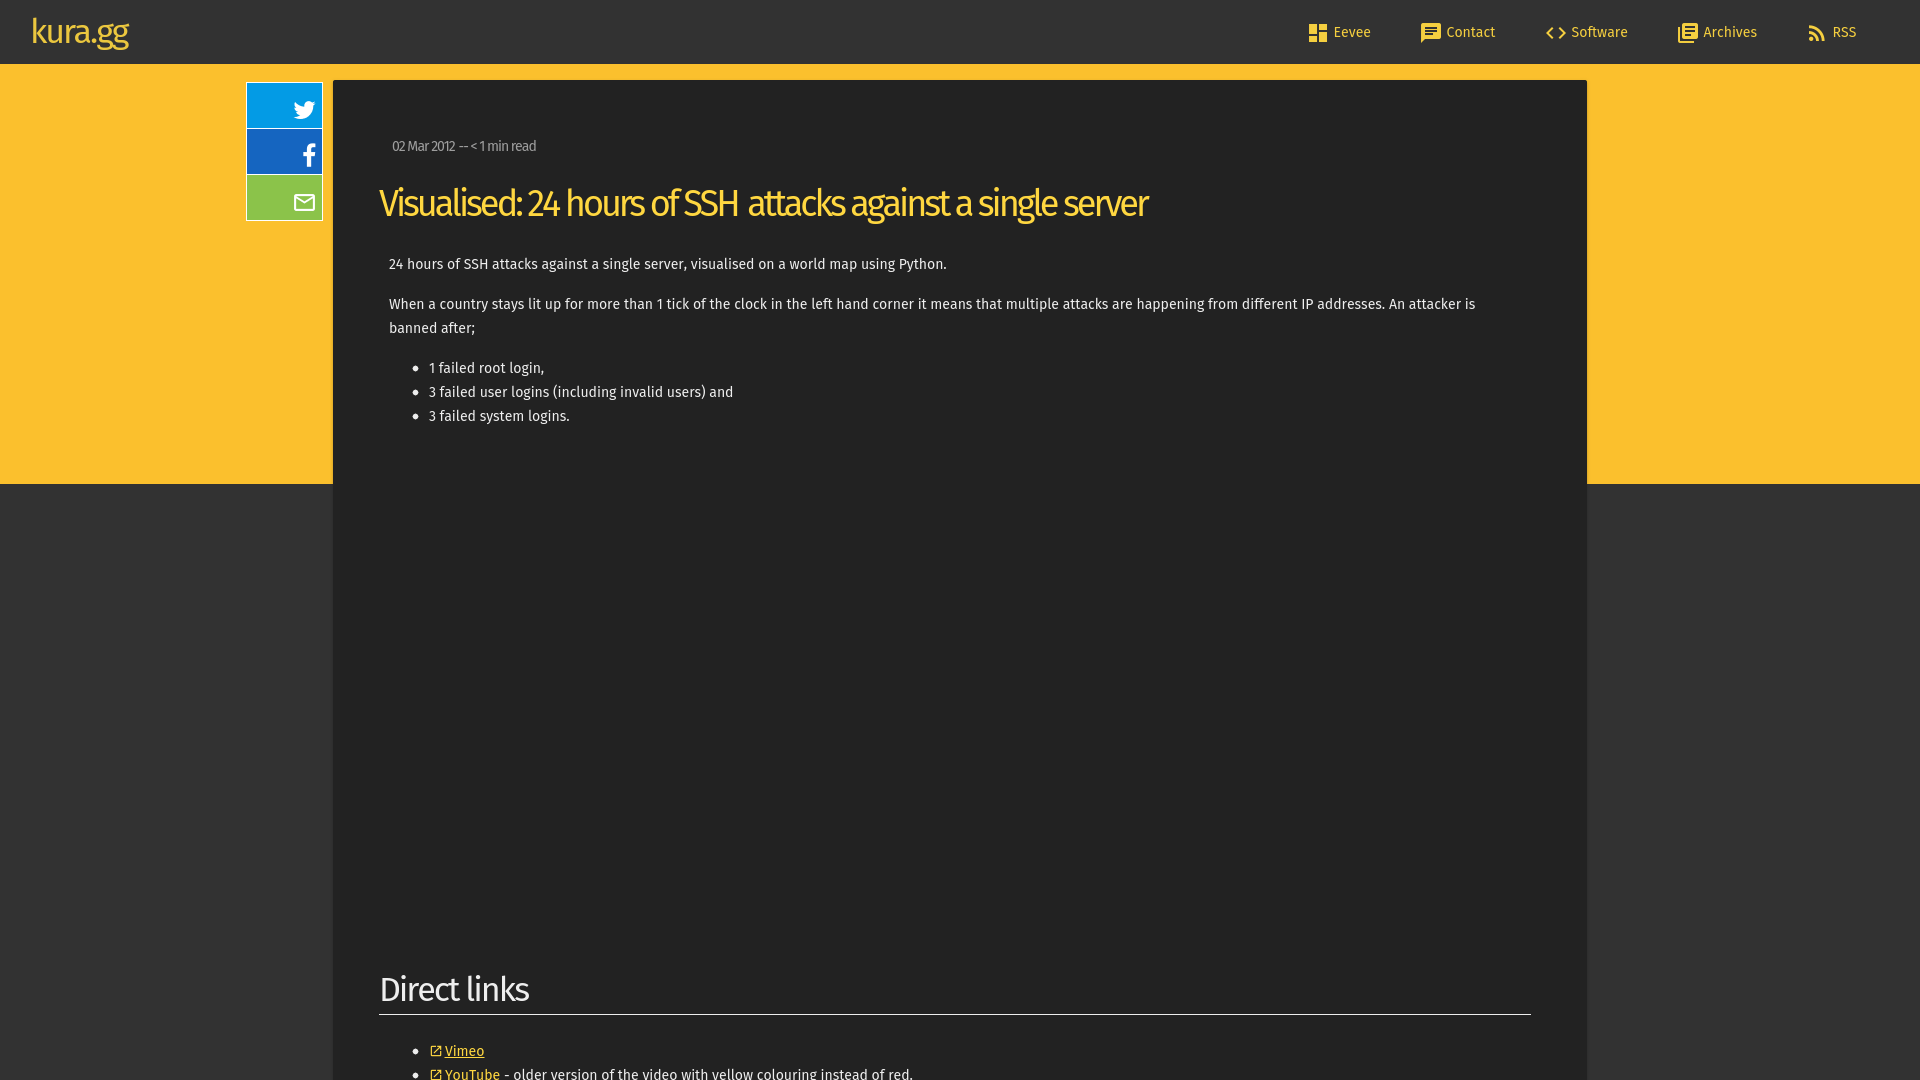 kura.gg
Eevee
Contact
Software
Archives
RSS
02 Mar 2012 -- < 1 min read
Visualised: 24 hours of SSH attacks against a single server
24 hours of SSH attacks against a single server, visualised on a world map using Python.
When a country stays lit up for more than 1 tick of the clock in the left hand corner it means that multiple attacks are happening from different IP addresses. An attacker is
banned after;
1 failed root login,
3 failed user logins (including invalid users) and
3 failed system logins.
Direct links
Vimeo
YouTube - older version of the video with yellow colouring instead of red.